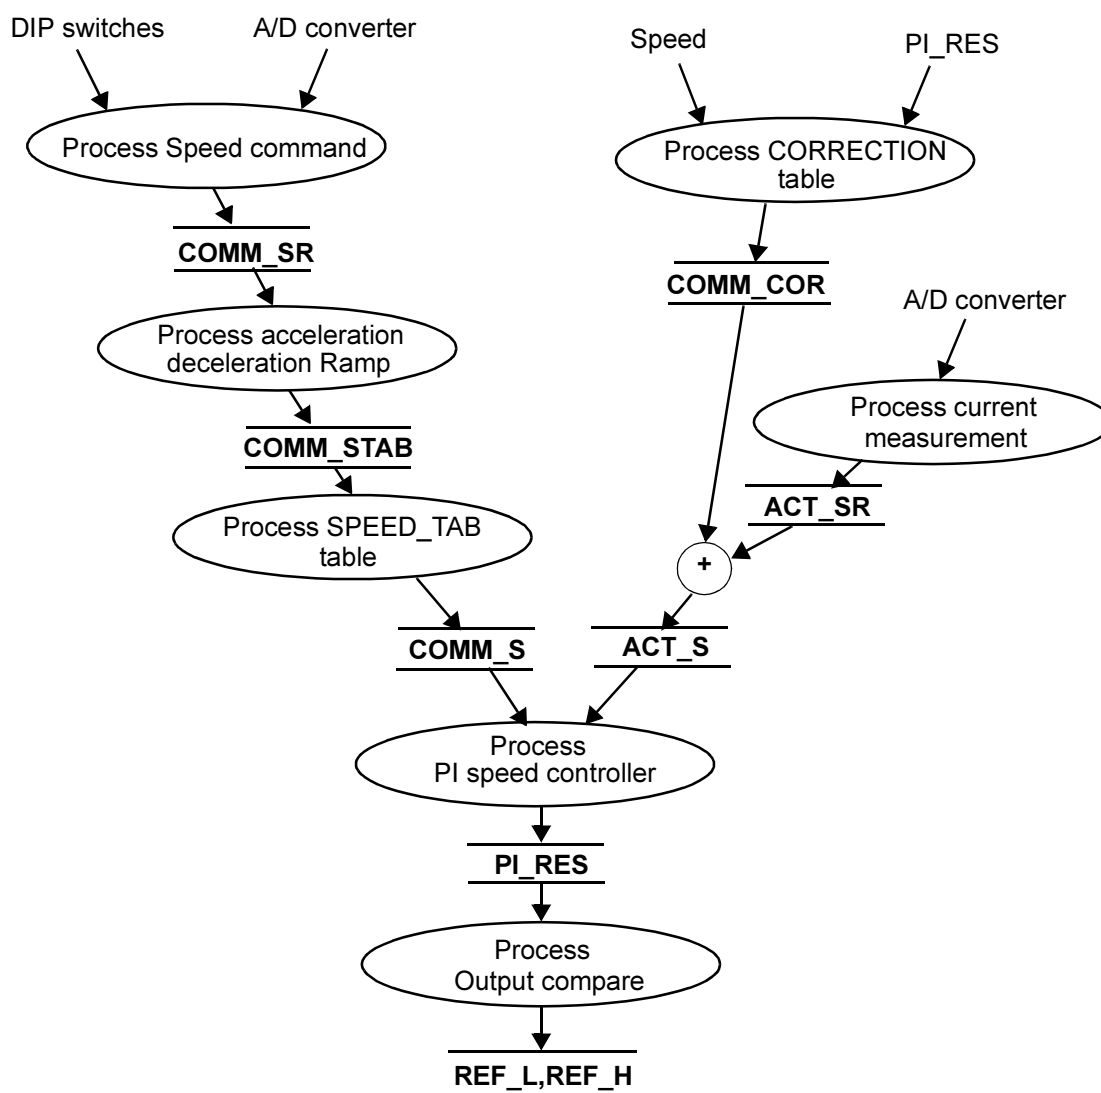 DIP switches
A/D converter
Speed
PI_RES
Process Speed command
Process CORRECTION
table
COMM_SR
COMM_COR
A/D converter
Process acceleration
deceleration Ramp
Process current
measurement
COMM_STAB
ACT_SR
Process SPEED_TAB
table
+
COMM_S
ACT_S
Process
PI speed controller
PI_RES
Process
Output compare
REF_L,REF_H